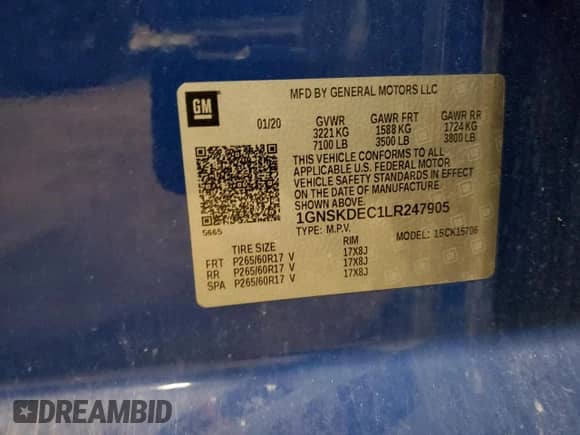 GM
MFD BY GENERAL MOTORS LLC
01/20 GVWR GAWR FRT GAWR RR
3221 KG 1588 KG 1724 KG
7100 LB 3500 LB 3800 LB
THIS VEHICLE CONFORMS TO ALL
APPLICABLE U.S. FEDERAL MOTOR
VEHICLE SAFETY STANDARDS IN EFFECT
ON THE DATE OF MANUFACTURE
SHOWN ABOVE.
1GNSKDEC1LR247905
TYPE: M.P.V. MODEL: 15CK15706
G665
TIRE SIZE RIM
FRT P265/60R17 V 17X8J
RR P265/60R17 V 17X8J
SPA P265/60R17 V 17X8J
DREAMBID